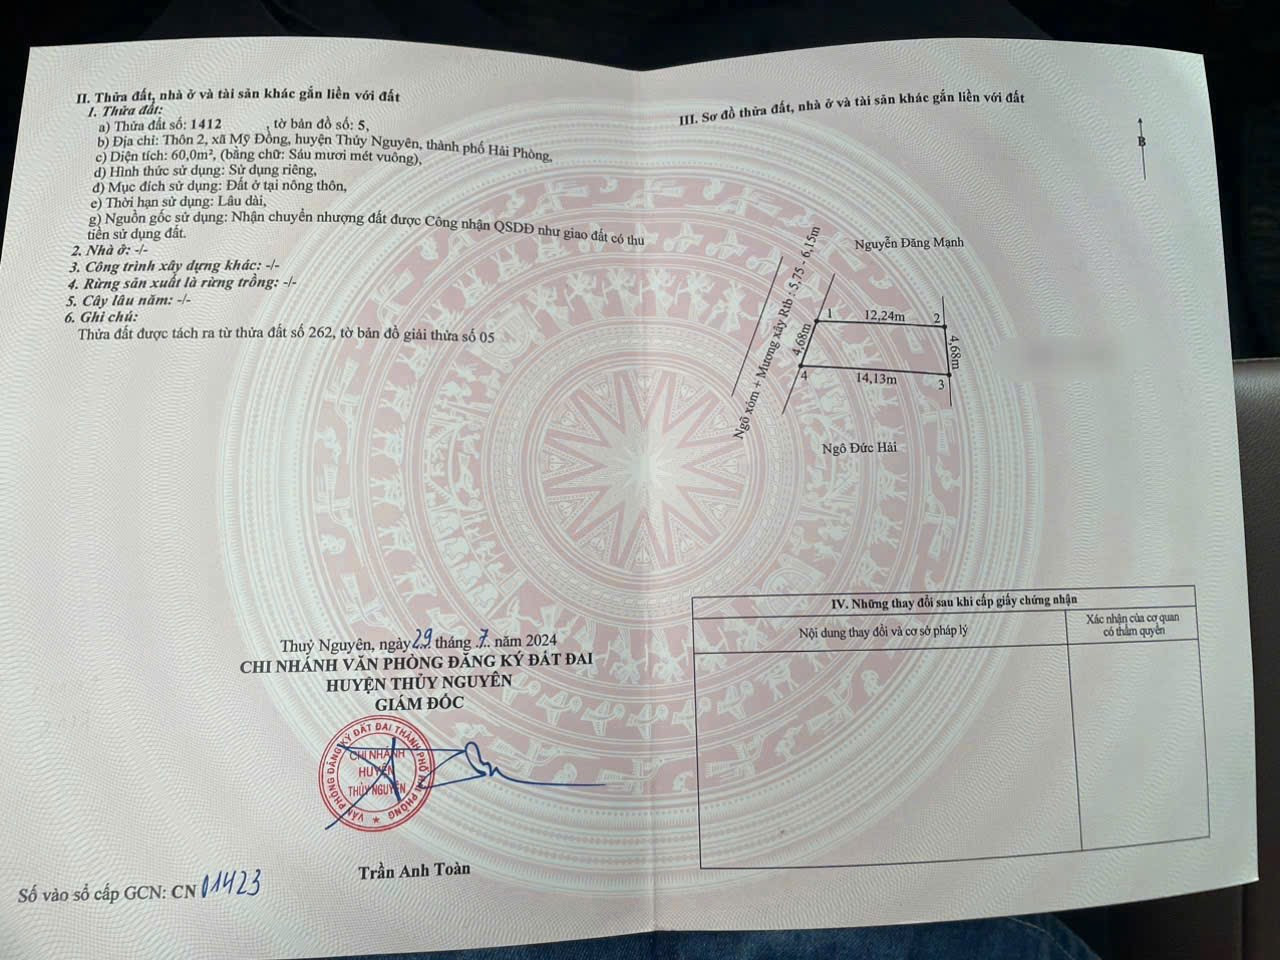 II. Thửa đất, nhà ở và tài sản khác gắn liền với đất
1. Thửa đất:
a) Thửa đất số: 1412 , tờ bản đồ số: 5,
b) Địa chỉ: Thôn 2, xã Mỹ Đồng, huyện Thủy Nguyên, thành phố Hải Phòng,
c) Diện tích: 60,0m², (bằng chữ: Sáu mươi mét vuông),
d) Hình thức sử dụng: Sử dụng riêng,
đ) Mục đích sử dụng: Đất ở tại nông thôn,
e) Thời hạn sử dụng: Lâu dài,
g) Nguồn gốc sử dụng: Nhận chuyển nhượng đất được Công nhận QSDĐ như giao đất có thu
tiền sử dụng đất.
2. Nhà ở: -/-
3. Công trình xây dựng khác: -/-
4. Rừng sản xuất là rừng trồng: -/-
5. Cây lâu năm: -/-
6. Ghi chú:
Thửa đất được tách ra từ thửa đất số 262, tờ bản đồ giải thửa số 05
Thuỷ Nguyên, ngày 29 tháng 7 năm 2024
CHI NHÁNH VĂN PHÒNG ĐĂNG KÝ ĐẤT ĐAI
HUYỆN THỦY NGUYÊN
GIÁM ĐỐC
VĂN PHÒNG ĐĂNG KÝ ĐẤT ĐAI THÀNH PHỐ HẢI PHÒNG
CHI NHÁNH
HUYỆN
THỦY NGUYÊN
Trần Anh Toàn
Số vào sổ cấp GCN: CN 01423
III. Sơ đồ thửa đất, nhà ở và tài sản khác gắn liền với đất
B
Nguyễn Đăng Mạnh
Ngõ xóm + Mương xây Rtb : 5,75 - 6,15m
1
12,24m
2
4,68m
4,68m
4
14,13m
3
Ngô Đức Hải
IV. Những thay đổi sau khi cấp giấy chứng nhận
Nội dung thay đổi và cơ sở pháp lý
Xác nhận của cơ quan
có thẩm quyền